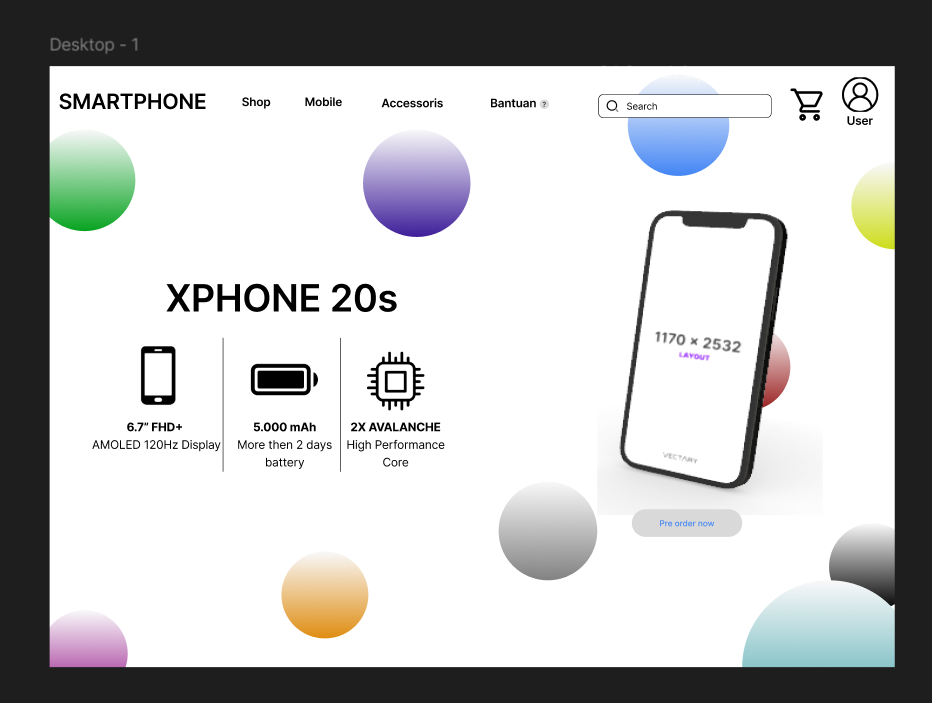 Desktop - 1
SMARTPHONE
Shop
Mobile
Accessoris
Bantuan ?
Search
User
XPHONE 20s
1170 × 2532
LAYOUT
VECTARY
6.7” FHD+
AMOLED 120Hz Display
5.000 mAh
More then 2 days
battery
2X AVALANCHE
High Performance
Core
Pre order now